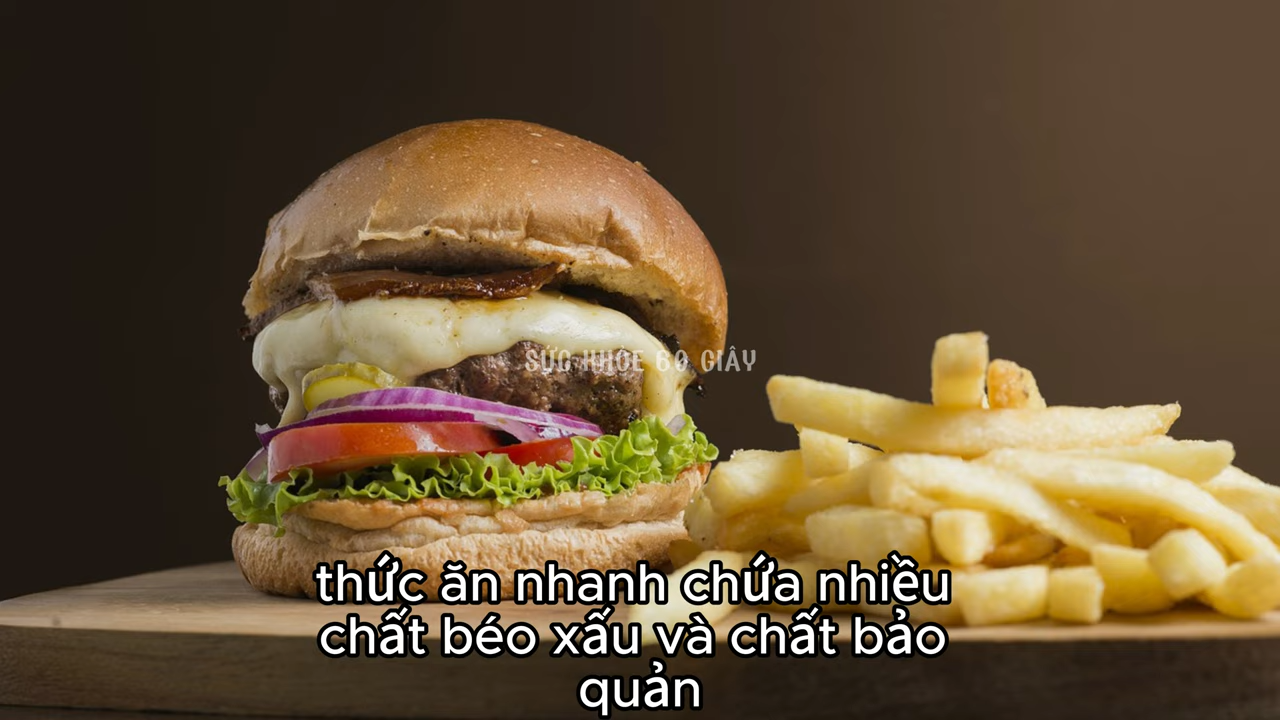 SỨC KHỎE 60 GIÂY
thức ăn nhanh chứa nhiều
chất béo xấu và chất bảo
quản